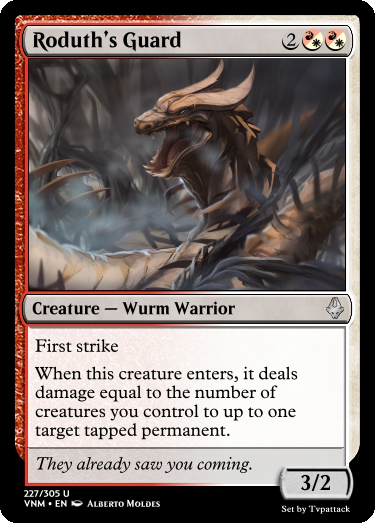 Roduth's Guard 2
Creature — Wurm Warrior
First strike
When this creature enters, it deals
damage equal to the number of
creatures you control to up to one
target tapped permanent.
They already saw you coming.
3/2
227/305 U
VNM • EN Alberto Moldes
Set by Tvpattack